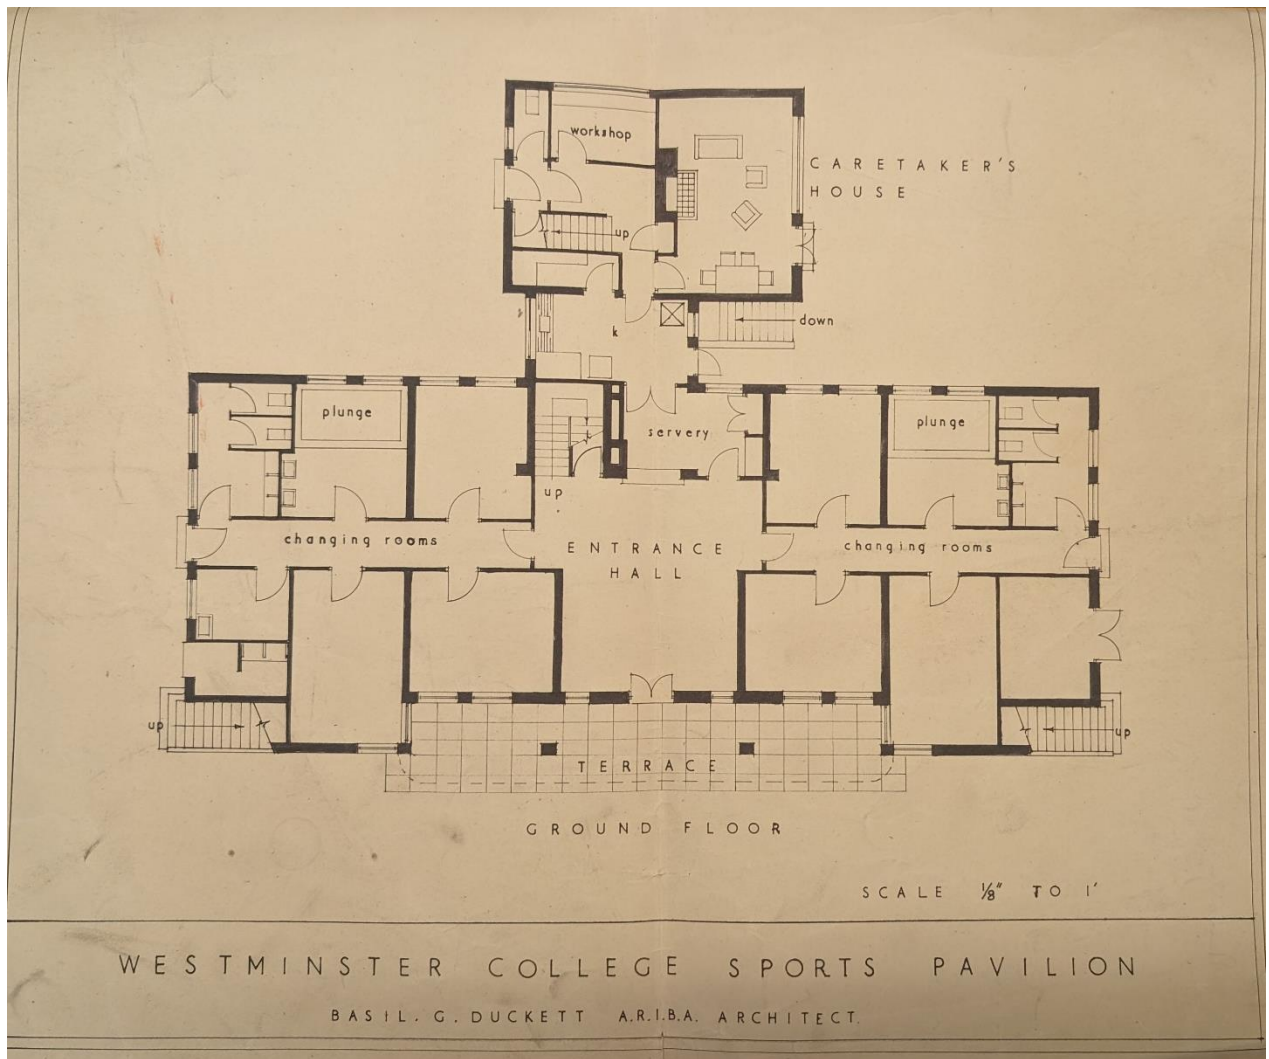 workshop
CARETAKER'S
HOUSE
up
k
down
plunge
servery
plunge
up
changing rooms
ENTRANCE
HALL
changing rooms
up
up
TERRACE
GROUND FLOOR
SCALE ⅛" TO 1'
WESTMINSTER COLLEGE SPORTS PAVILION
BASIL. G. DUCKETT A.R.I.B.A. ARCHITECT.